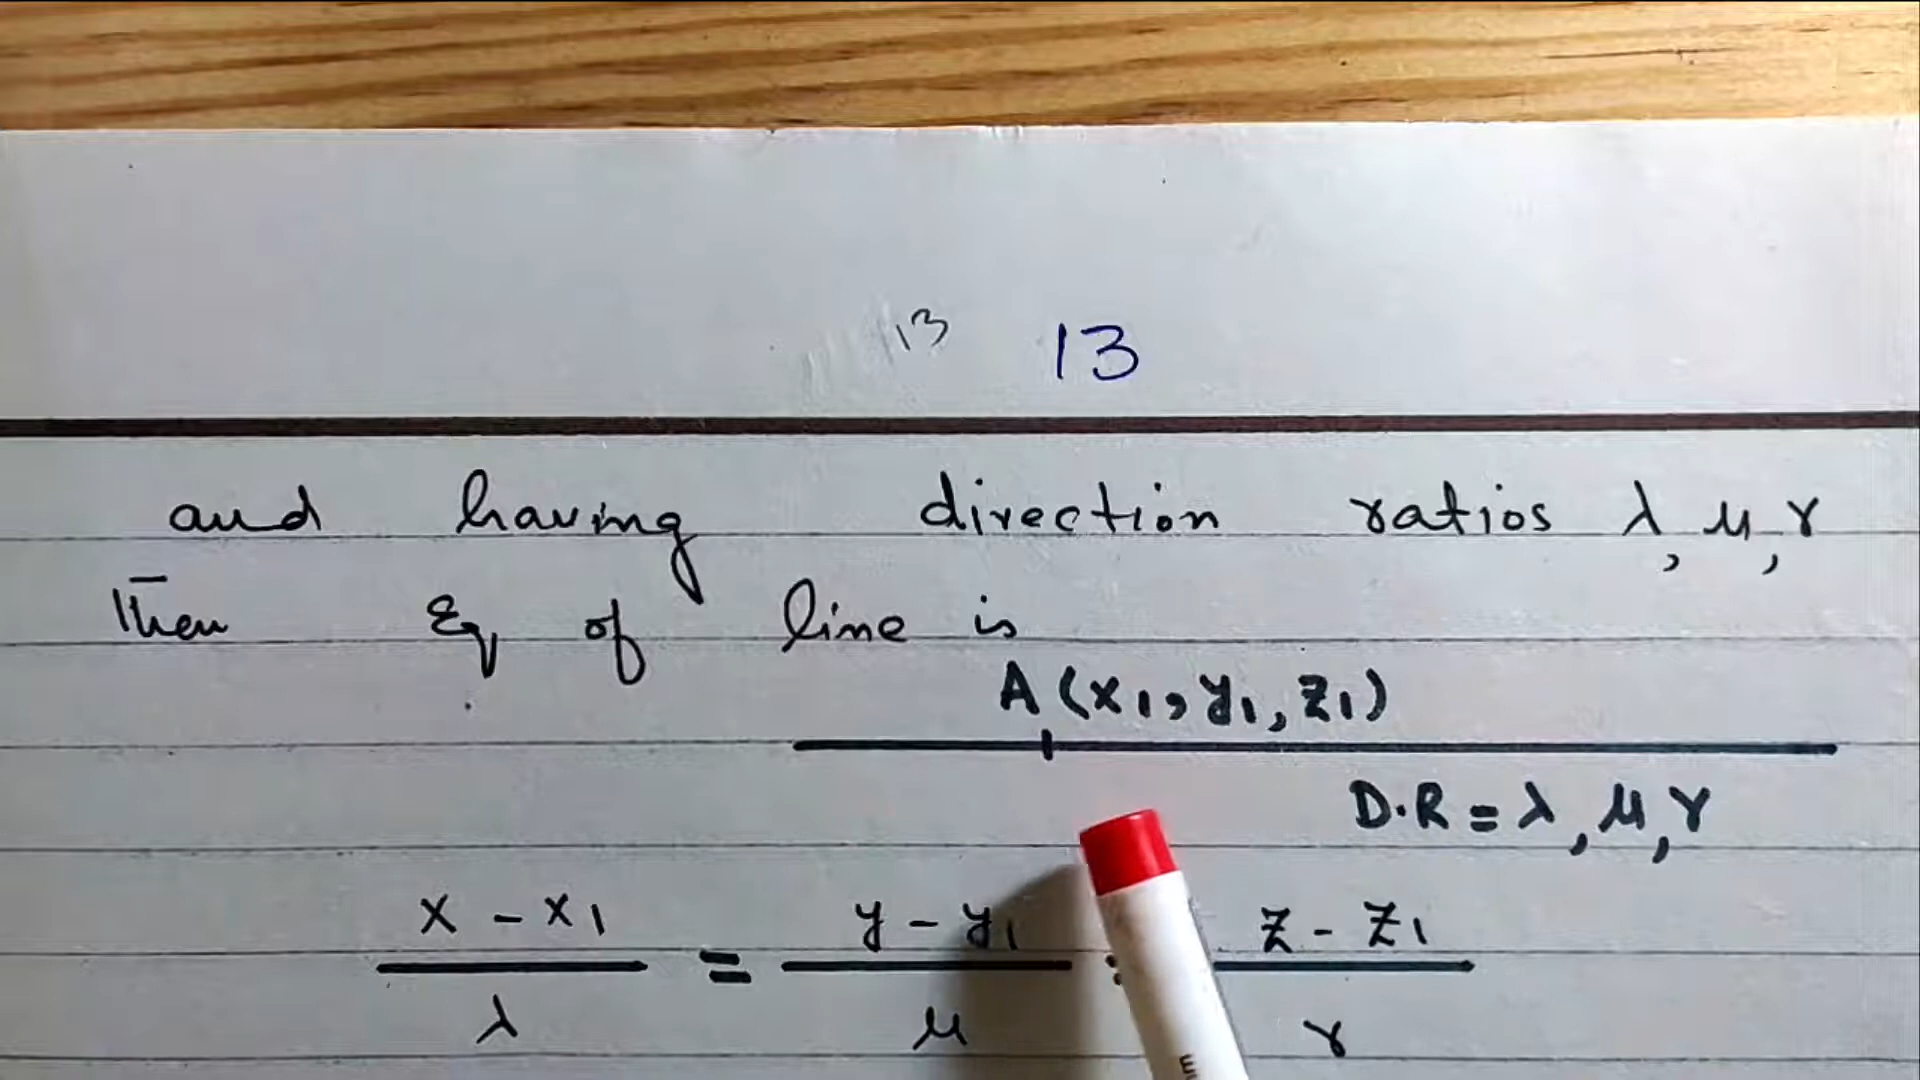 13 13
and having direction ratios λ, μ, γ
Then Eq of line is
A (x1, y1, z1)
D.R = λ, μ, γ
x - x1 / λ = y - y1 / μ = z - z1 / γ